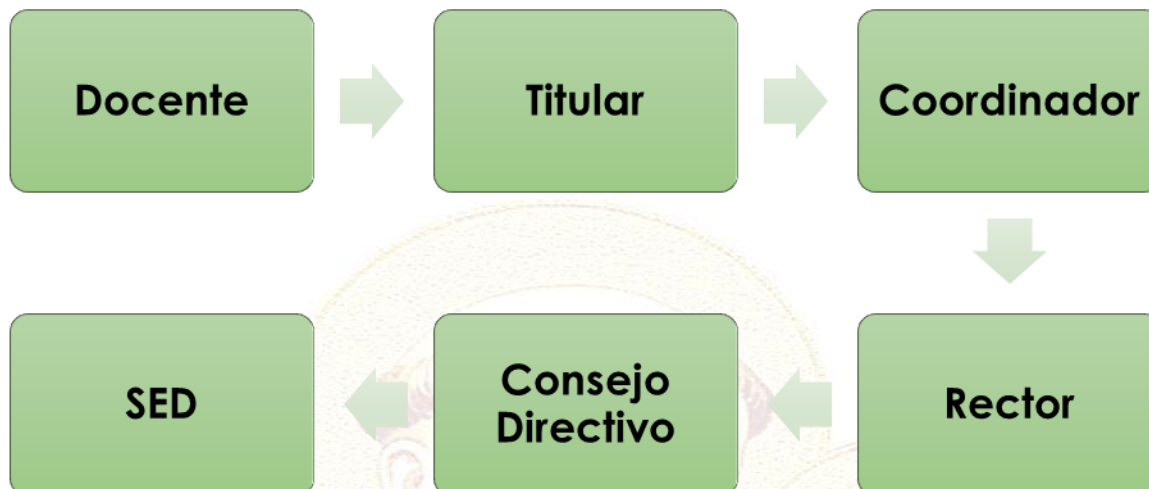 Docente
Titular
Coordinador
Rector
Consejo
Directivo
SED